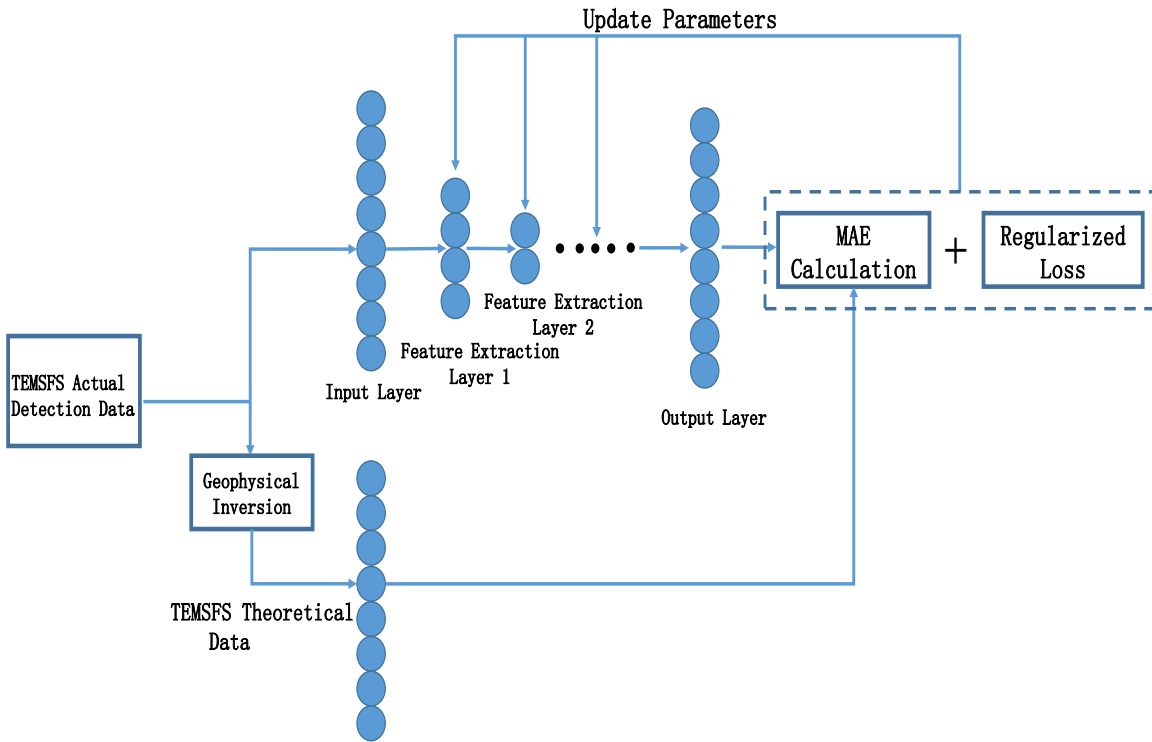 Update Parameters
MAE
Calculation
+
Regularized
Loss
Feature Extraction
Layer 2
Feature Extraction
Layer 1
Input Layer
Output Layer
TEMSFS Actual
Detection Data
Geophysical
Inversion
TEMSFS Theoretical
Data